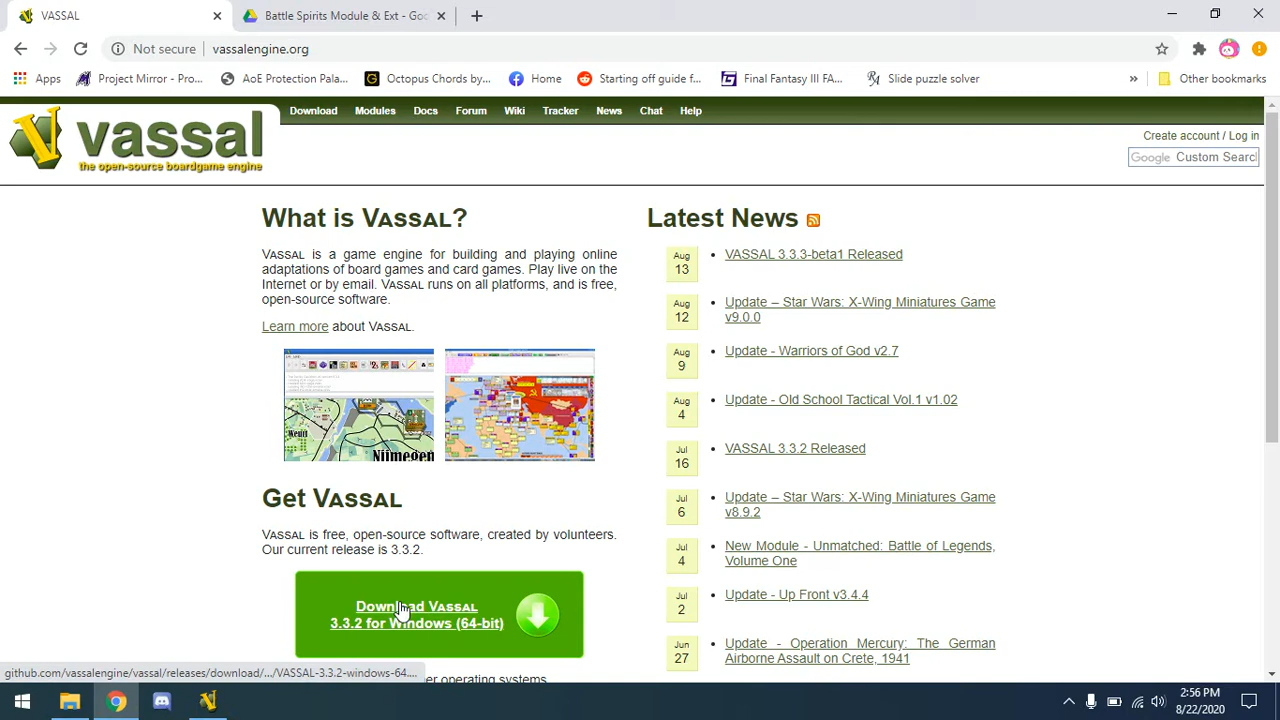 VASSAL
Battle Spirits Module & Ext - Goo
Not secure
vassalengine.org
Apps
Project Mirror - Pro...
AoE Protection Pala...
Octopus Chords by...
Home
Starting off guide f...
Final Fantasy III FA...
Slide puzzle solver
»
Other bookmarks
vassal
the open-source boardgame engine
Download Modules Docs Forum Wiki Tracker News Chat Help
Create account / Log in
Google Custom Search
What is VASSAL?
VASSAL is a game engine for building and playing online
adaptations of board games and card games. Play live on the
Internet or by email. VASSAL runs on all platforms, and is free,
open-source software.
Learn more about VASSAL.
Nijmegen
Get VASSAL
VASSAL is free, open-source software, created by volunteers.
Our current release is 3.3.2.
Download VASSAL
3.3.2 for Windows (64-bit)
er operating systems.
Latest News
Aug
13
• VASSAL 3.3.3-beta1 Released
Aug
12
• Update – Star Wars: X-Wing Miniatures Game
v9.0.0
Aug
9
• Update - Warriors of God v2.7
Aug
4
• Update - Old School Tactical Vol.1 v1.02
Jul
16
• VASSAL 3.3.2 Released
Jul
6
• Update – Star Wars: X-Wing Miniatures Game
v8.9.2
Jul
4
• New Module - Unmatched: Battle of Legends,
Volume One
Jul
2
• Update - Up Front v3.4.4
Jun
27
• Update - Operation Mercury: The German
Airborne Assault on Crete, 1941
github.com/vassalengine/vassal/releases/download/.../VASSAL-3.3.2-windows-64....
2:56 PM
8/22/2020